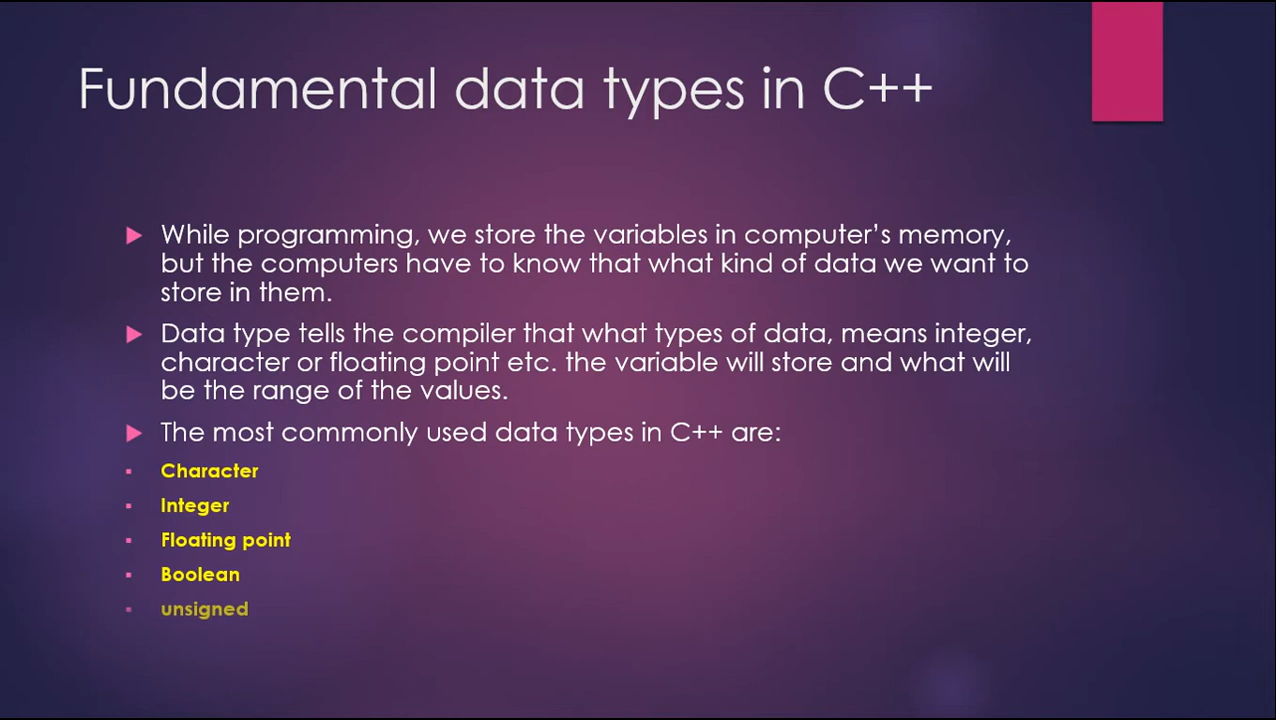 Fundamental data types in C++
While programming, we store the variables in computer's memory,
but the computers have to know that what kind of data we want to
store in them.
Data type tells the compiler that what types of data, means integer,
character or floating point etc. the variable will store and what will
be the range of the values.
The most commonly used data types in C++ are:
Character
Integer
Floating point
Boolean
unsigned